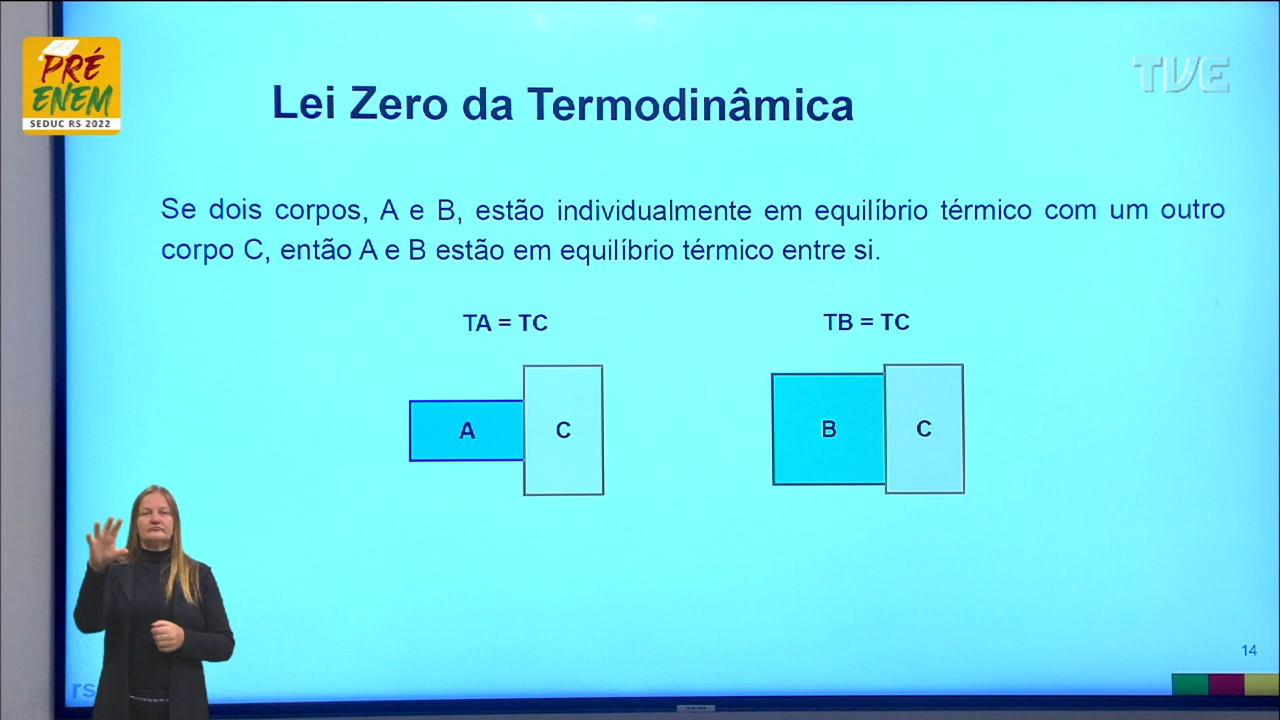 PRÉ
ENEM
SEDUC RS 2022
TVE
Lei Zero da Termodinâmica
Se dois corpos, A e B, estão individualmente em equilíbrio térmico com um outro
corpo C, então A e B estão em equilíbrio térmico entre si.
TA = TC
TB = TC
A
C
B
C
14
rs